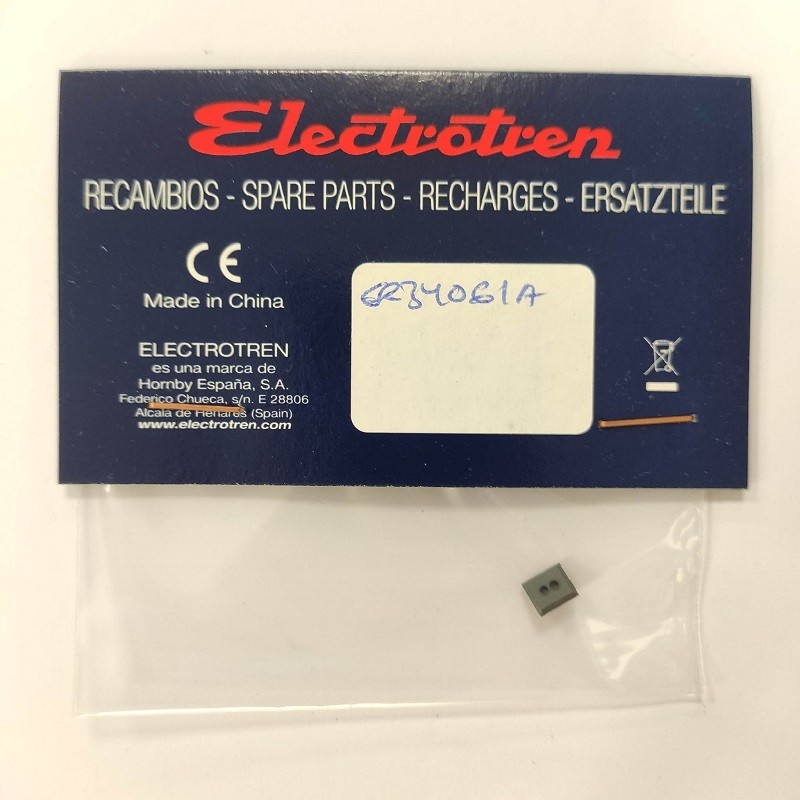 Electrotren
RECAMBIOS - SPARE PARTS - RECHARGES - ERSATZTEILE
CE
Made in China
ER34061A
ELECTROTREN
es una marca de
Hornby España, S.A.
Federico Chueca, s/n. E 28806
Alcalá de Henares (Spain)
www.electrotren.com